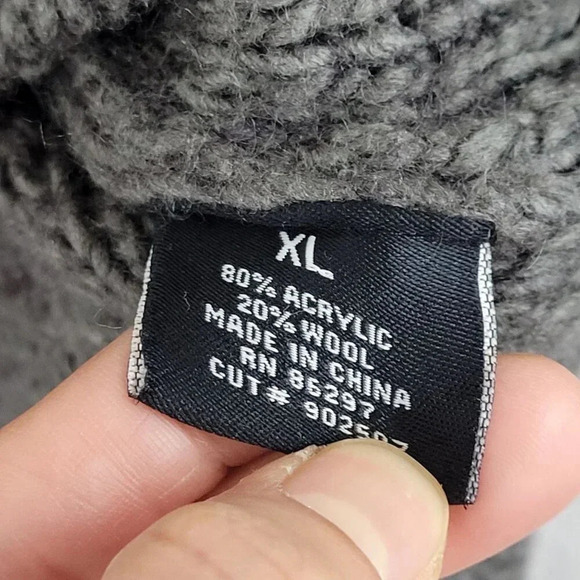 XL
80% ACRYLIC
20% WOOL
MADE IN CHINA
RN 86297
CUT#